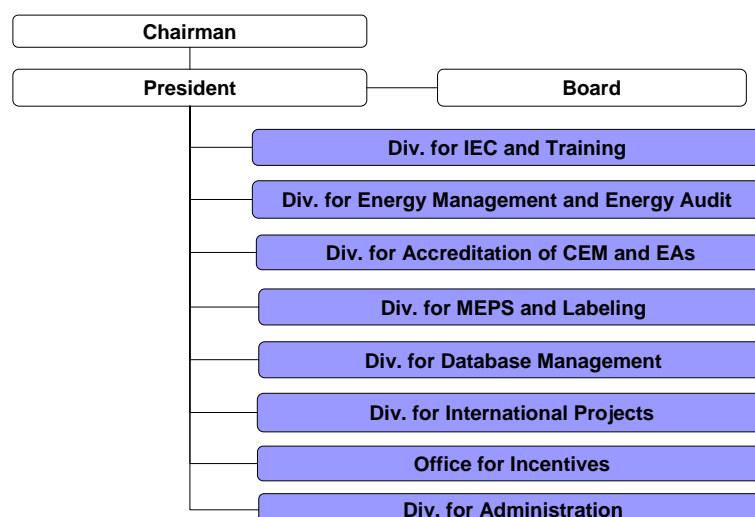 Chairman
President
Board
Div. for IEC and Training
Div. for Energy Management and Energy Audit
Div. for Accreditation of CEM and EAs
Div. for MEPS and Labeling
Div. for Database Management
Div. for International Projects
Office for Incentives
Div. for Administration